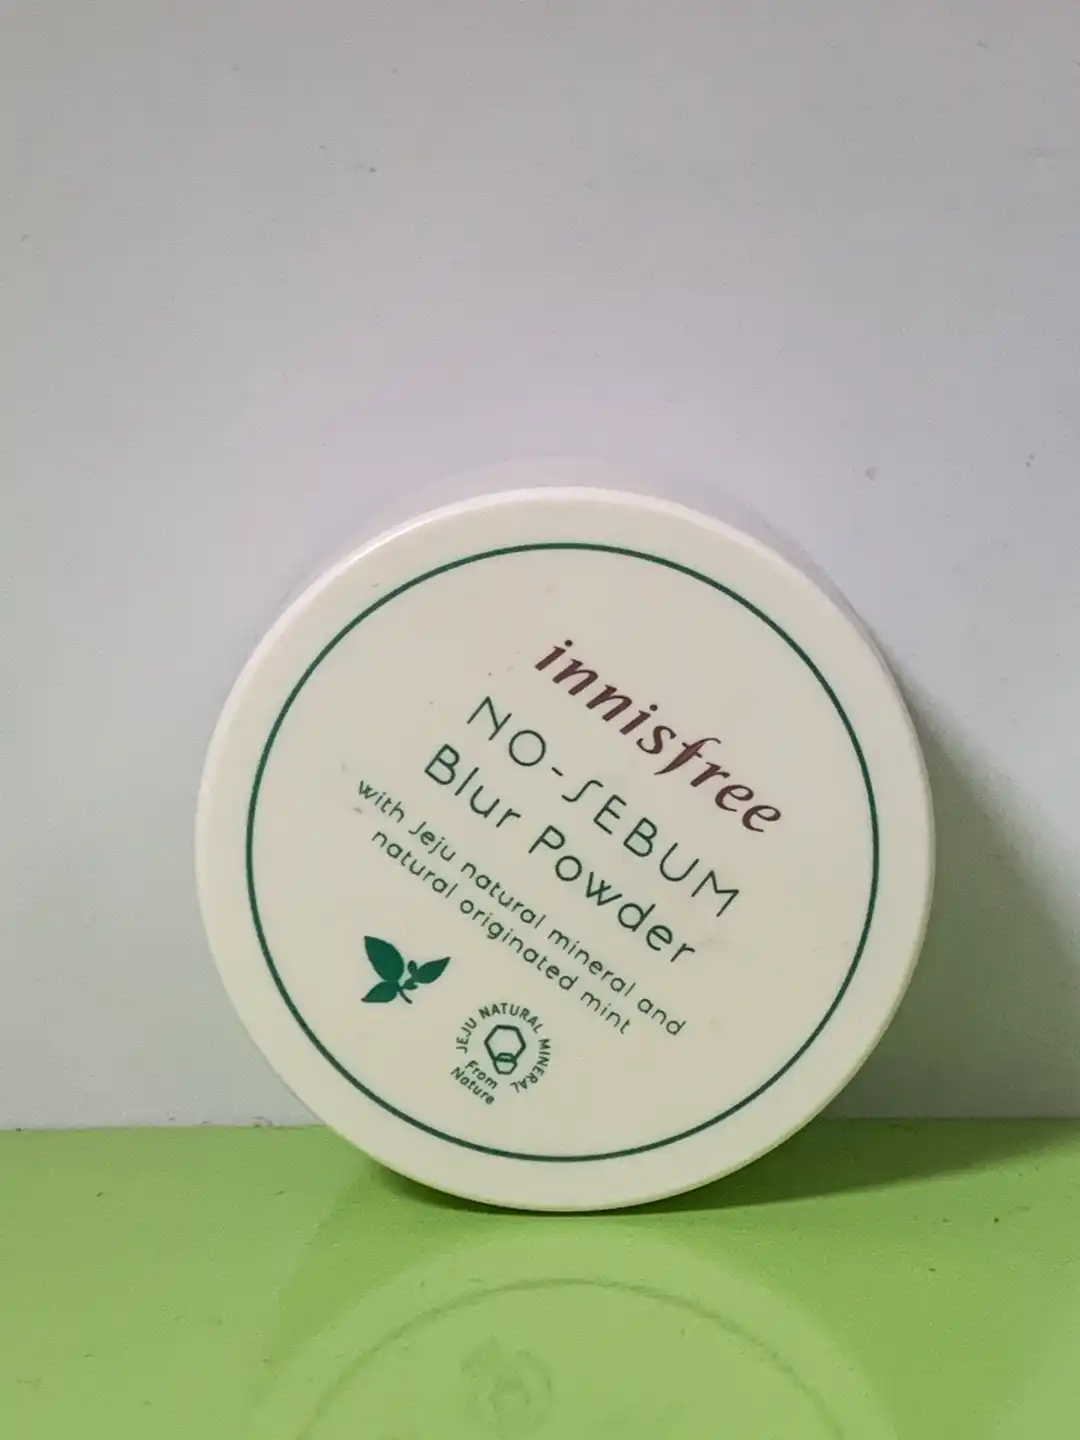 innisfree
NO-SEBUM
Blur Powder
with Jeju natural mineral and
natural originated mint
JEJU NATURAL MINERAL
From
Nature